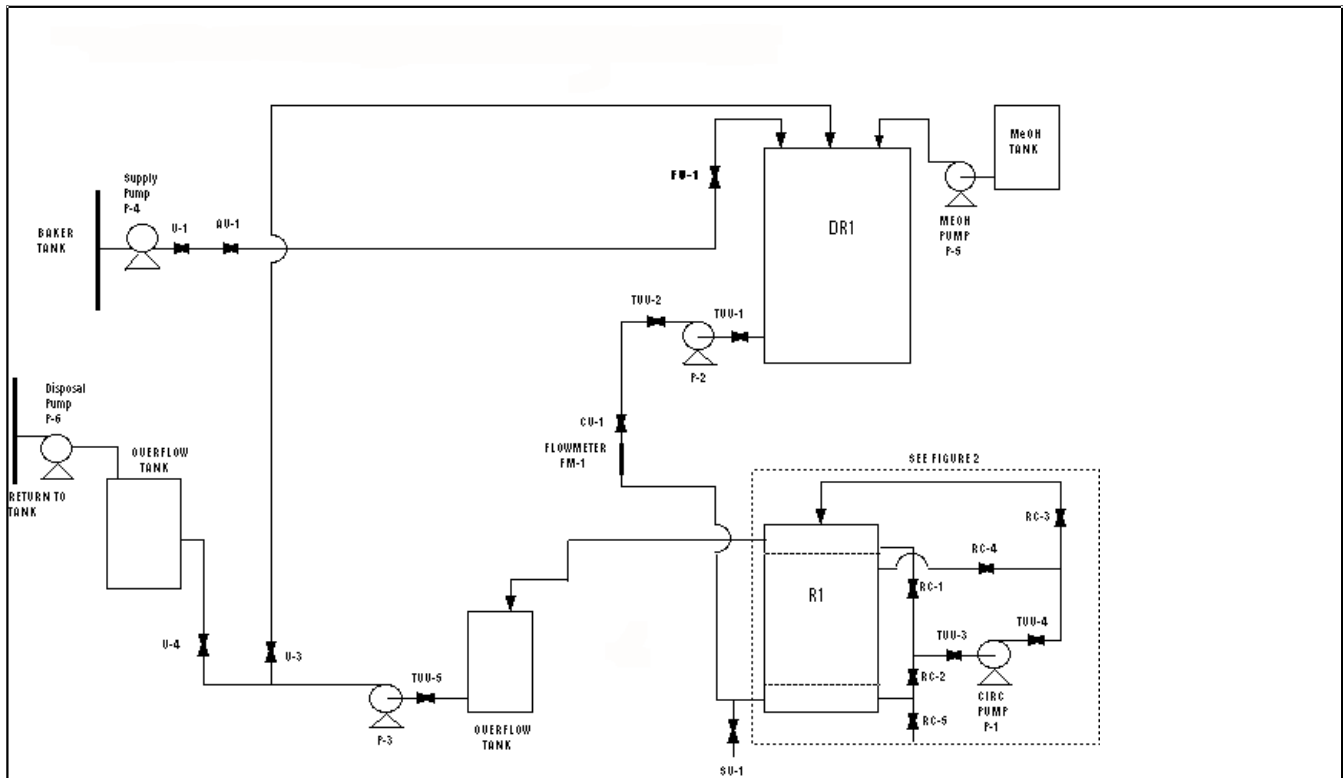 Supply
Pump
P-4
BAKER
TANK
V-1
AV-1
FV-1
DR1
MeOH
TANK
MEOH
PUMP
P-5
TVV-2
TVV-1
P-2
CV-1
FLOWMETER
FM-1
Disposal
Pump
P-6
OVERFLOW
TANK
RETURN TO
TANK
V-4
V-3
TVV-5
P-3
OVERFLOW
TANK
SV-1
SEE FIGURE 2
R1
RC-3
RC-4
RC-1
TVV-4
TVV-3
RC-2
CIRC
PUMP
P-1
RC-5